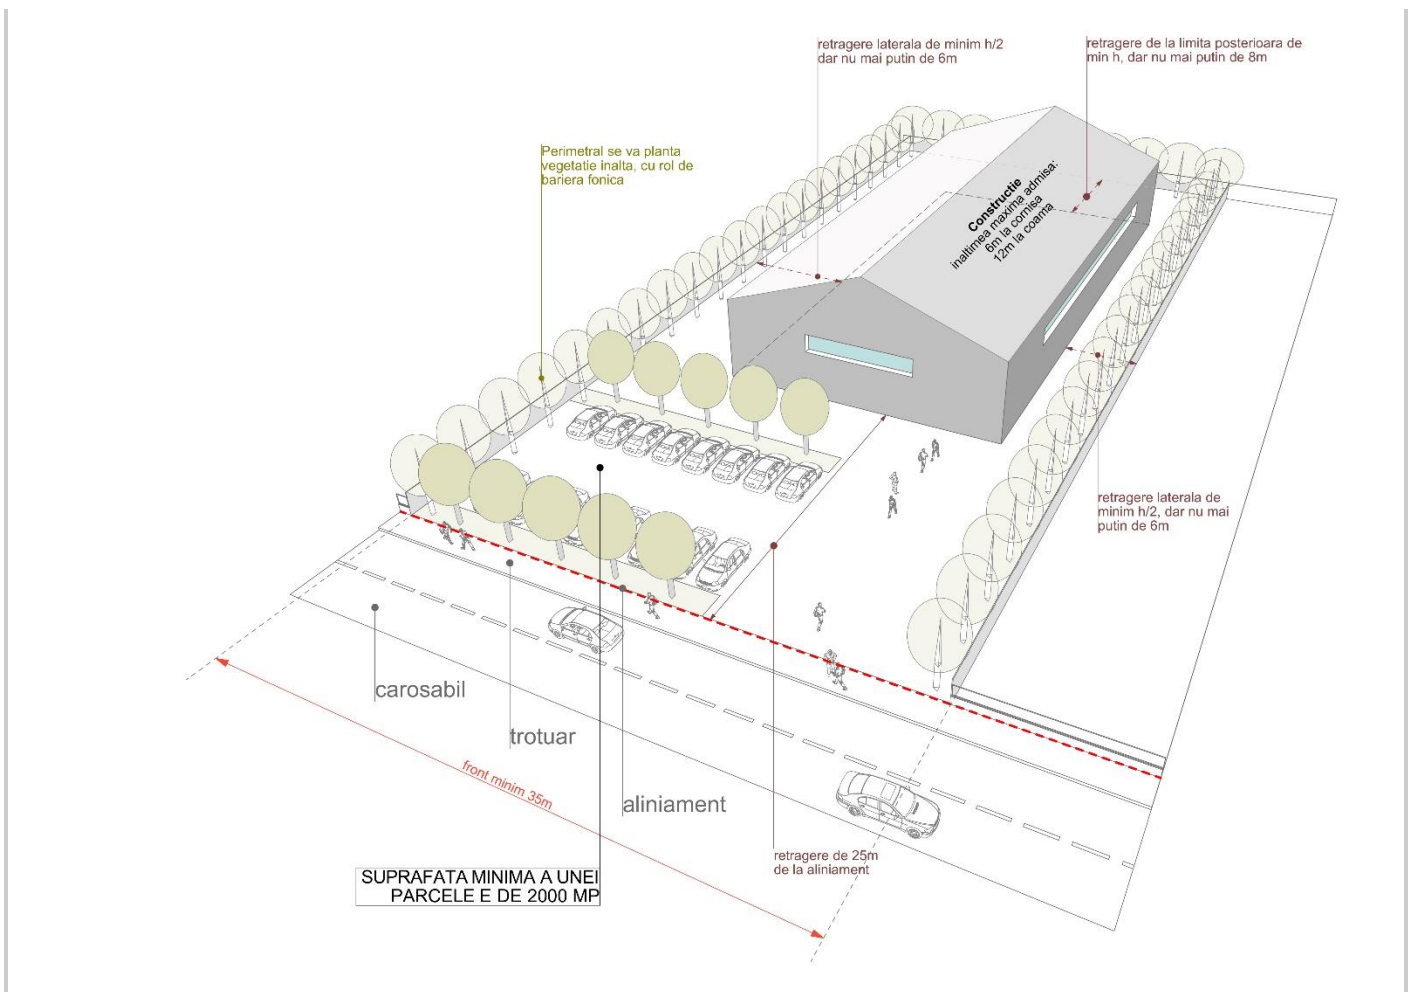 retragere laterala de minim h/2
dar nu mai putin de 6m
retragere de la limita posterioara de
min h, dar nu mai putin de 8m
Perimetral se va planta
vegetatie inalta, cu rol de
bariera fonica
Constructie
inaltimea maxima admisa:
6m la cornisa
12m la coama
retragere laterala de
minim h/2, dar nu mai
putin de 6m
carosabil
trotuar
aliniament
front minim 35m
retragere de 25m
de la aliniament
SUPRAFATA MINIMA A UNEI
PARCELE E DE 2000 MP